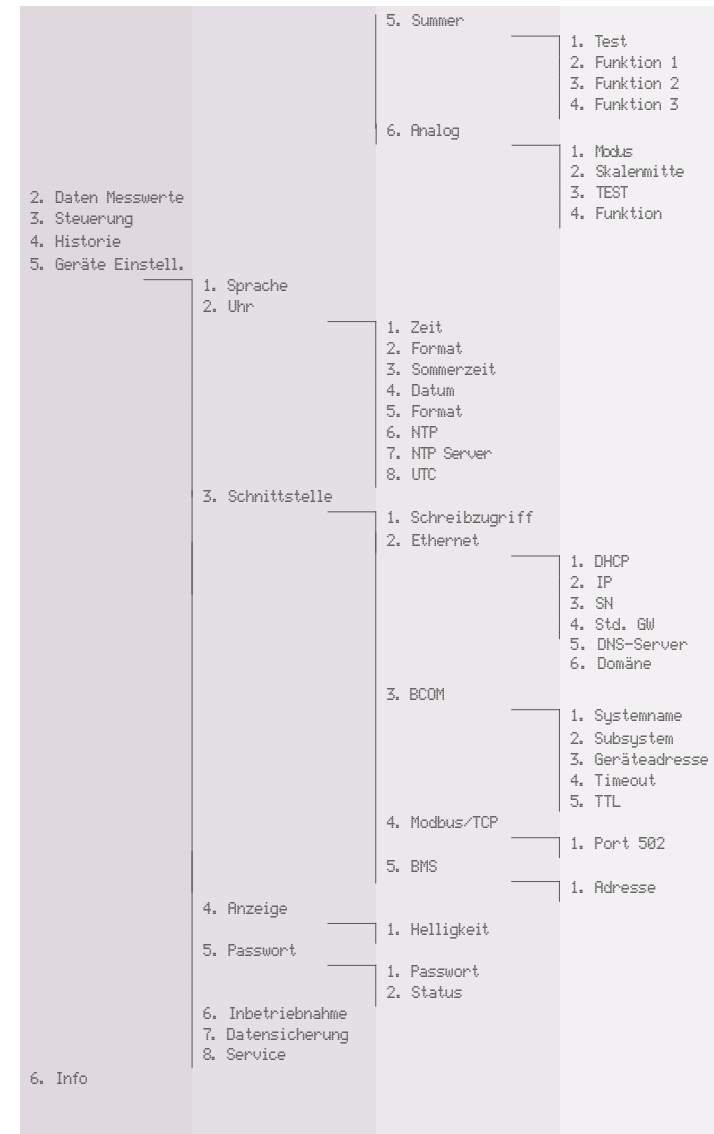 5. Summer
1. Test
2. Funktion 1
3. Funktion 2
4. Funktion 3
6. Analog
1. Modus
2. Skalenmitte
3. TEST
4. Funktion
2. Daten Messwerte
3. Steuerung
4. Historie
5. Geräte Einstell.
1. Sprache
2. Uhr
1. Zeit
2. Format
3. Sommerzeit
4. Datum
5. Format
6. NTP
7. NTP Server
8. UTC
3. Schnittstelle
1. Schreibzugriff
2. Ethernet
1. DHCP
2. IP
3. SN
4. Std. GW
5. DNS-Server
6. Domäne
3. BCOM
1. Systemname
2. Subsystem
3. Geräteadresse
4. Timeout
5. TTL
4. Modbus/TCP
1. Port 502
5. BMS
1. Adresse
4. Anzeige
1. Helligkeit
5. Passwort
1. Passwort
2. Status
6. Inbetriebnahme
7. Datensicherung
8. Service
6. Info